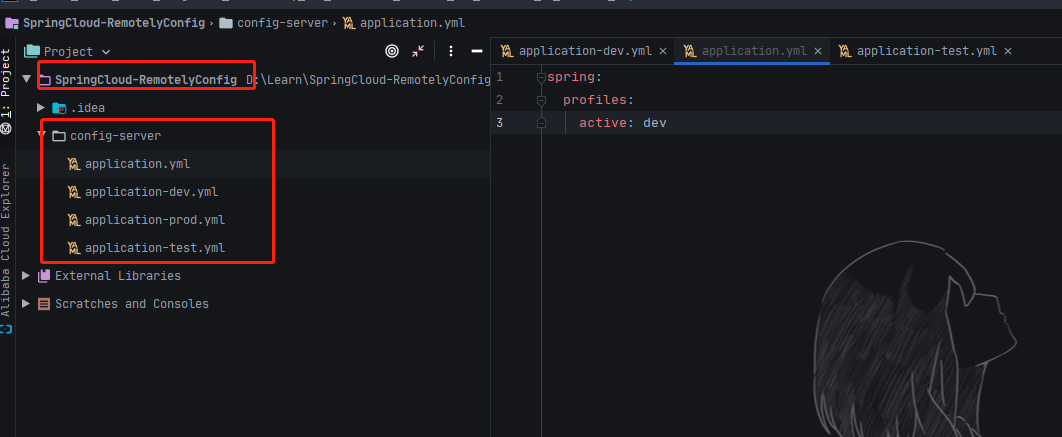 SpringCloud-RemotelyConfig › config-server › application.yml
Project
application-dev.yml × application.yml × application-test.yml ×
1: Project
Alibaba Cloud Explorer
SpringCloud-RemotelyConfig D:\Learn\SpringCloud-RemotelyConfig
.idea
config-server
application.yml
application-dev.yml
application-prod.yml
application-test.yml
External Libraries
Scratches and Consoles
1 spring:
2 profiles:
3 active: dev